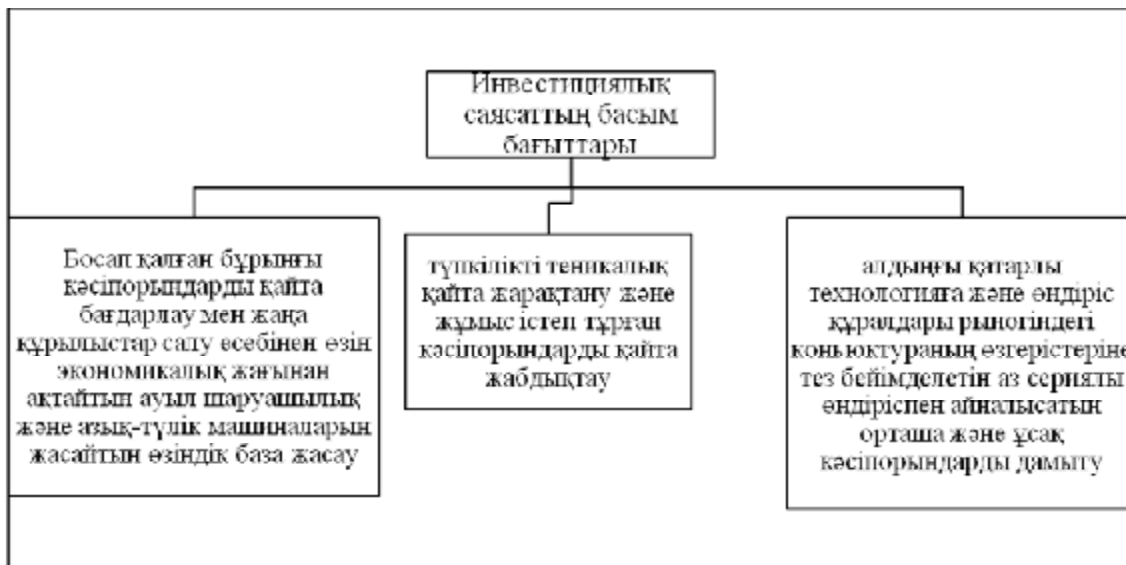 Инвестициялық
саясаттың басым
бағыттары
Босап қалған бұрынғы
кәсіпорындарды қайта
бағдарлау мен жаңа
құрылыстар салу есебінен өзін
экономикалық жағынан
ақтайтын ауыл шаруашылық
және азық-түлік машиналарын
жасайтын өзіндік база жасау
түпкілікті теникалық
қайта жарақтану және
жұмыс істеп тұрған
кәсіпорындарды қайта
жабдықтау
алдыңғы қатарлы
технологияға және өндіріс
құралдары рыногіндегі
коньюктураның өзгерістеріне
тез бейімделетін аз сериялы
өндіріспен айналысатын
орташа және ұсақ
кәсіпорындарды дамыту